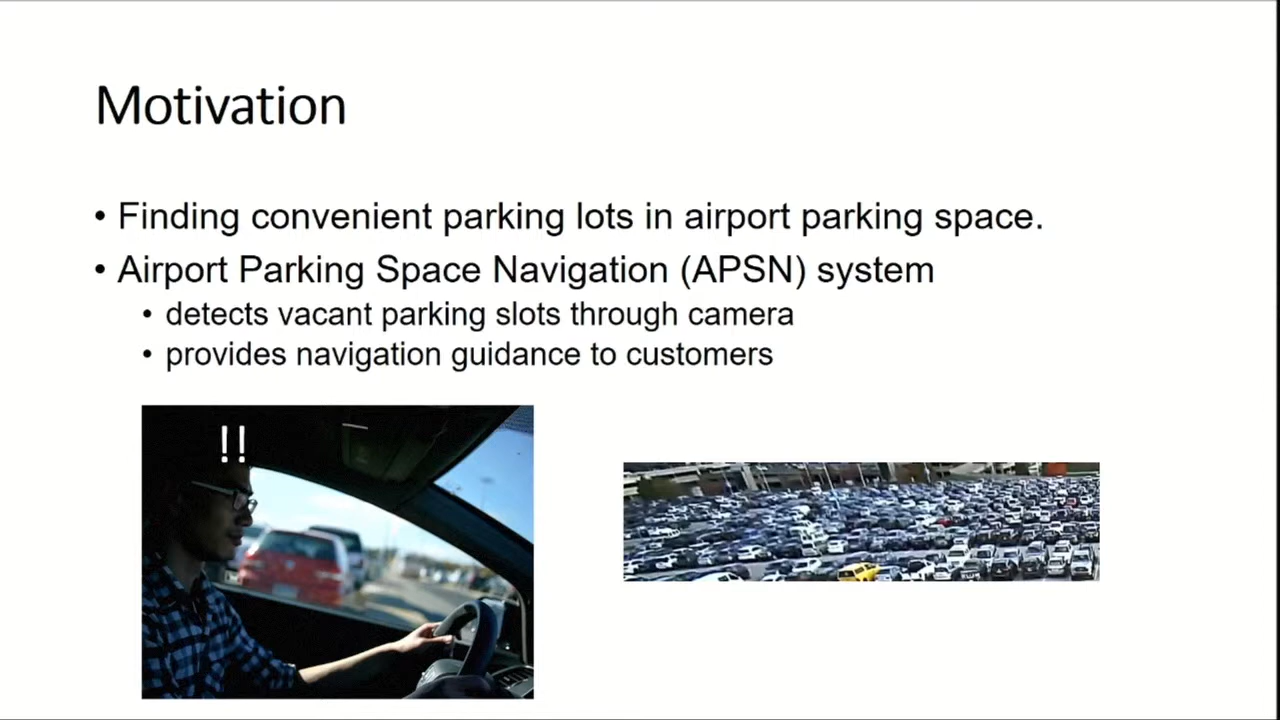 Motivation
• Finding convenient parking lots in airport parking space.
• Airport Parking Space Navigation (APSN) system
• detects vacant parking slots through camera
• provides navigation guidance to customers
!!